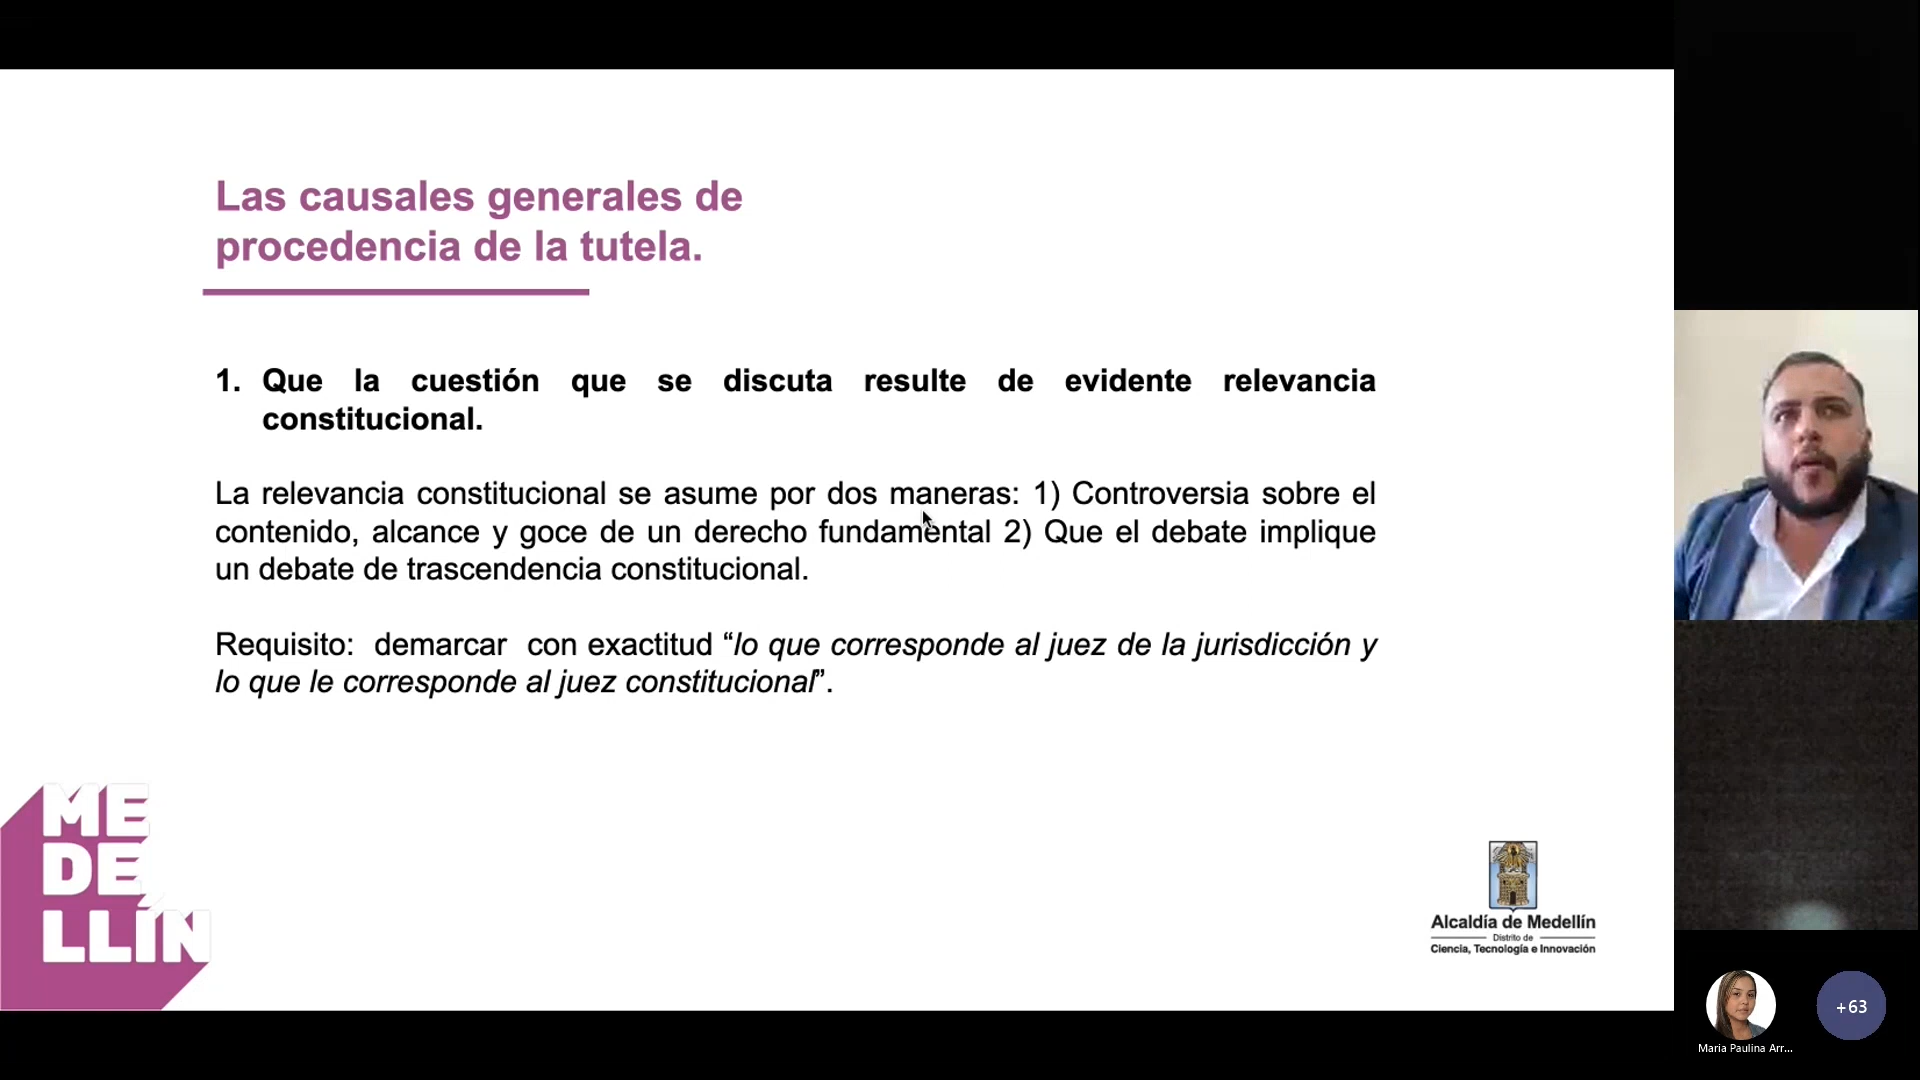 Las causales generales de
procedencia de la tutela.
1. Que la cuestión que se discuta resulte de evidente relevancia
constitucional.
La relevancia constitucional se asume por dos maneras: 1) Controversia sobre el
contenido, alcance y goce de un derecho fundamental 2) Que el debate implique
un debate de trascendencia constitucional.
Requisito: demarcar con exactitud “lo que corresponde al juez de la jurisdicción y
lo que le corresponde al juez constitucional”.
ME
DE
LLÍN
Alcaldía de Medellín
Distrito de
Ciencia, Tecnología e Innovación
+63
Maria Paulina Arr...